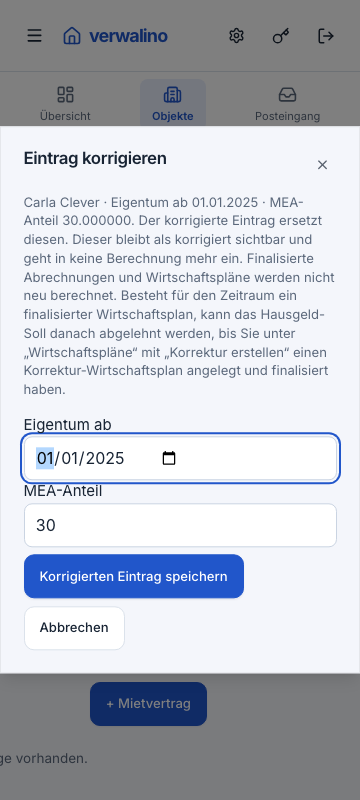 verwalino
Übersicht
Objekte
Posteingang
Eintrag korrigieren
Carla Clever · Eigentum ab 01.01.2025 · MEA-
Anteil 30.000000. Der korrigierte Eintrag ersetzt
diesen. Dieser bleibt als korrigiert sichtbar und
geht in keine Berechnung mehr ein. Finalisierte
Abrechnungen und Wirtschaftspläne werden nicht
neu berechnet. Besteht für den Zeitraum ein
finalisierter Wirtschaftsplan, kann das Hausgeld-
Soll danach abgelehnt werden, bis Sie unter
„Wirtschaftspläne“ mit „Korrektur erstellen“ einen
Korrektur-Wirtschaftsplan angelegt und finalisiert
haben.
Eigentum ab
01/01/2025
MEA-Anteil
30
Korrigierten Eintrag speichern
Abbrechen
+ Mietvertrag
ge vorhanden.